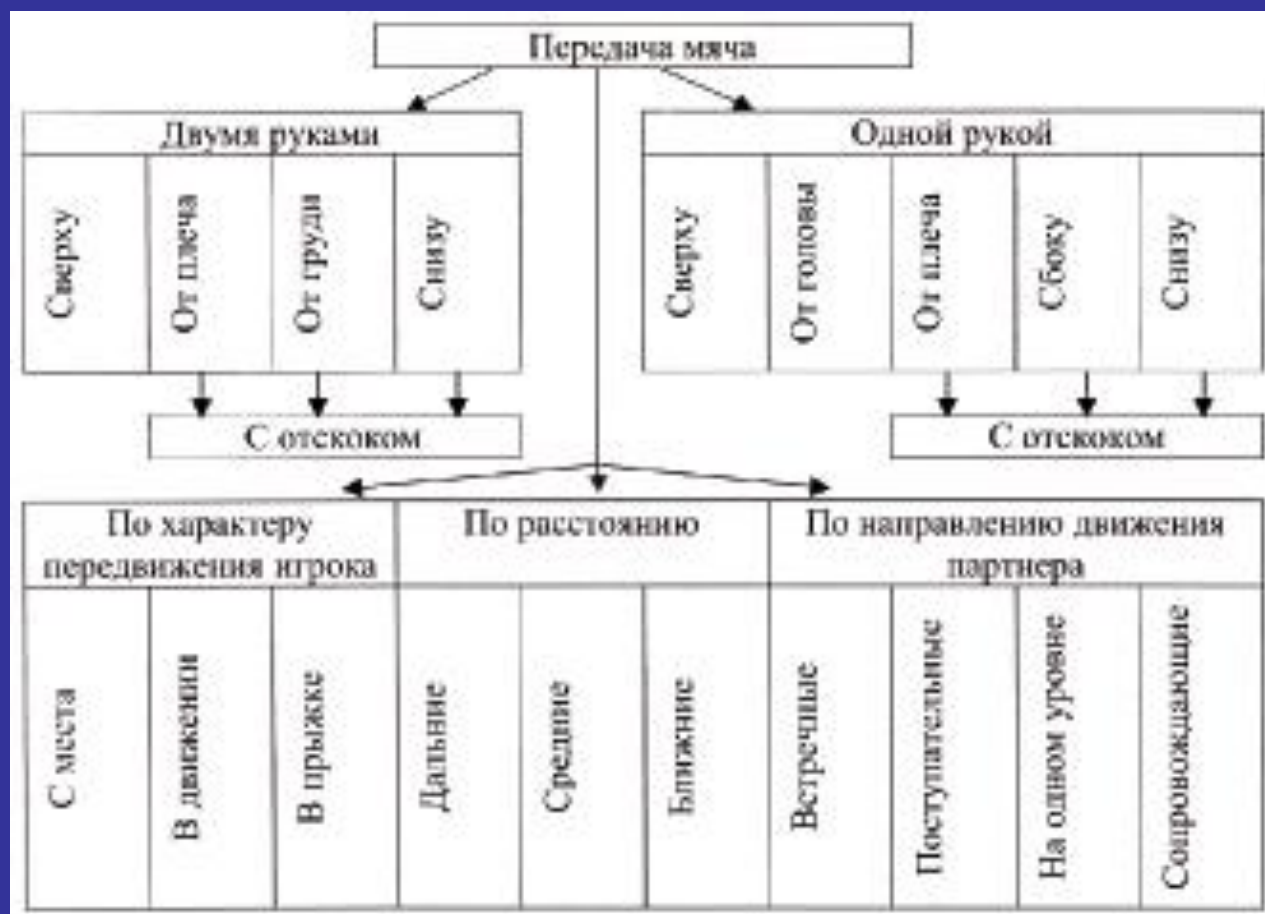 Передача мяча
Двумя руками
Сверху
От плеча
От груди
Снизу
С отскоком
Одной рукой
Сверху
От головы
От плеча
Сбоку
Снизу
С отскоком
По характеру
передвижения игрока
С места
В движении
В прыжке
По расстоянию
Дальние
Средние
Ближние
По направлению движения
партнера
Встречные
Поступательные
На одном уровне
Сопровождающие